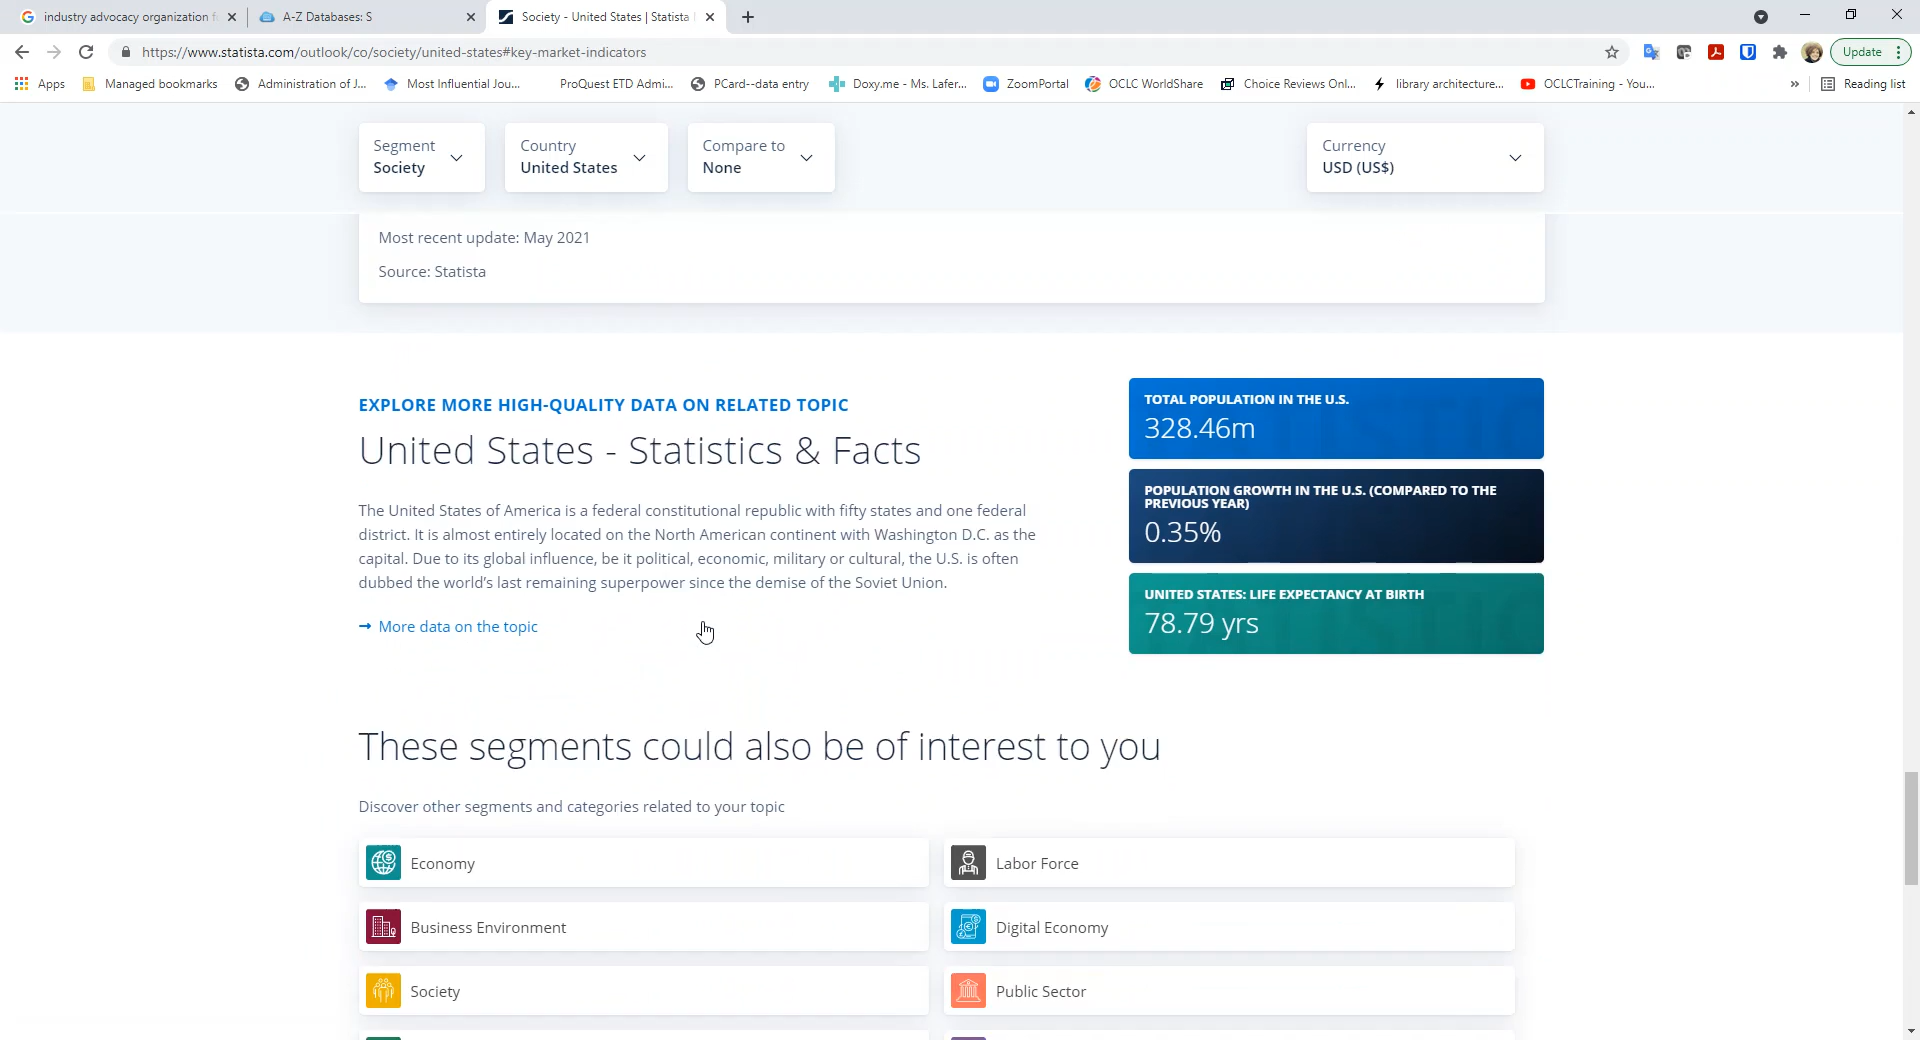 industry advocacy organization f
A-Z Databases: S
Society - United States | Statista
https://www.statista.com/outlook/co/society/united-states#key-market-indicators
Update
Apps
Managed bookmarks
Administration of J...
Most Influential Jou...
ProQuest ETD Admi...
PCard--data entry
Doxy.me - Ms. Lafer...
ZoomPortal
OCLC WorldShare
Choice Reviews Onl...
library architecture...
OCLCTraining - You...
»
Reading list
Segment
Society
Country
United States
Compare to
None
Currency
USD (US$)
Most recent update: May 2021
Source: Statista
EXPLORE MORE HIGH-QUALITY DATA ON RELATED TOPIC
United States - Statistics & Facts
The United States of America is a federal constitutional republic with fifty states and one federal
district. It is almost entirely located on the North American continent with Washington D.C. as the
capital. Due to its global influence, be it political, economic, military or cultural, the U.S. is often
dubbed the world's last remaining superpower since the demise of the Soviet Union.
→ More data on the topic
TOTAL POPULATION IN THE U.S.
328.46m
POPULATION GROWTH IN THE U.S. (COMPARED TO THE
PREVIOUS YEAR)
0.35%
UNITED STATES: LIFE EXPECTANCY AT BIRTH
78.79 yrs
These segments could also be of interest to you
Discover other segments and categories related to your topic
Economy
Labor Force
Business Environment
Digital Economy
Society
Public Sector